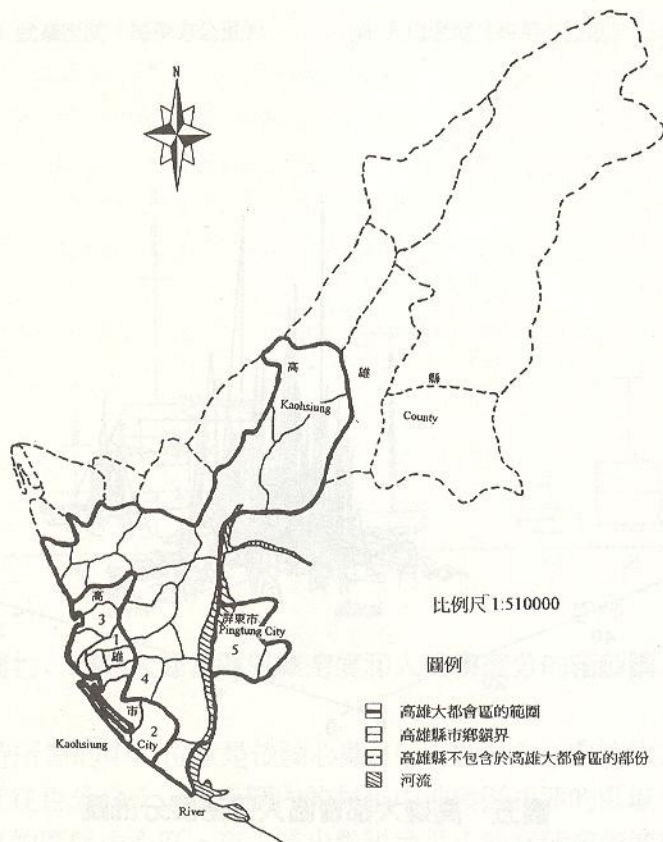 N
高
雄
縣
Kaohsiung
County
高
3
1
雄
4
市
2
City
Kaohsiung
屏東市
Pingtung City
5
River
比例尺 1:510000
圖例
高雄大都會區的範圍
高雄縣市鄉鎮界
高雄縣不包含於高雄大都會區的部份
河流